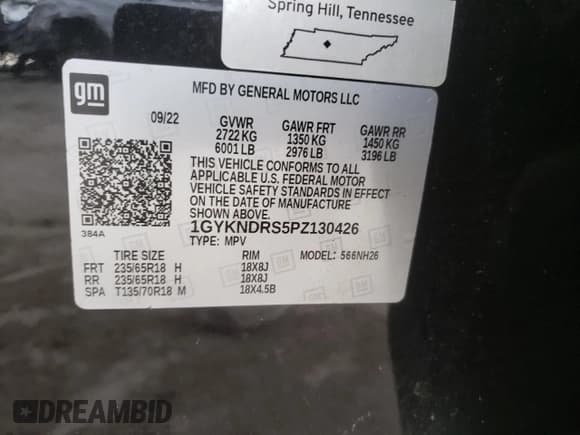 Spring Hill, Tennessee
gm
MFD BY GENERAL MOTORS LLC
09/22 GVWR GAWR FRT GAWR RR
2722 KG 1350 KG 1450 KG
6001 LB 2976 LB 3196 LB
THIS VEHICLE CONFORMS TO ALL
APPLICABLE U.S. FEDERAL MOTOR
VEHICLE SAFETY STANDARDS IN EFFECT
ON THE DATE OF MANUFACTURE
SHOWN ABOVE.
384A
1GYKNDRS5PZ130426
TYPE: MPV MODEL: 566NH26
TIRE SIZE RIM
FRT 235/65R18 H 18X8J
RR 235/65R18 H 18X8J
SPA T135/70R18 M 18X4.5B
DREAMBID